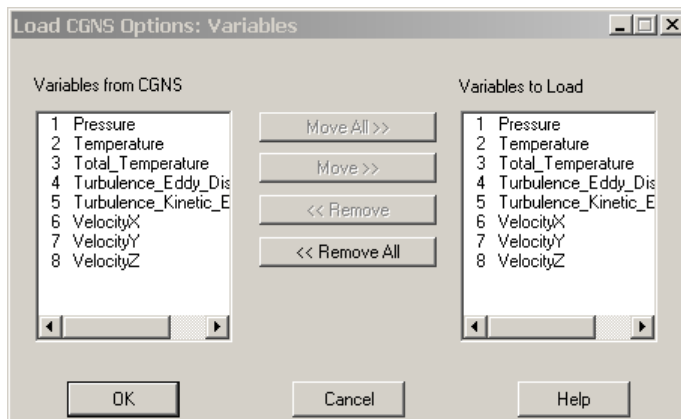 Load CGNS Options: Variables
Variables from CGNS
1 Pressure
2 Temperature
3 Total_Temperature
4 Turbulence_Eddy_Dis
5 Turbulence_Kinetic_E
6 VelocityX
7 VelocityY
8 VelocityZ
Move All >>
Move >>
<< Remove
<< Remove All
Variables to Load
1 Pressure
2 Temperature
3 Total_Temperature
4 Turbulence_Eddy_Dis
5 Turbulence_Kinetic_E
6 VelocityX
7 VelocityY
8 VelocityZ
OK
Cancel
Help